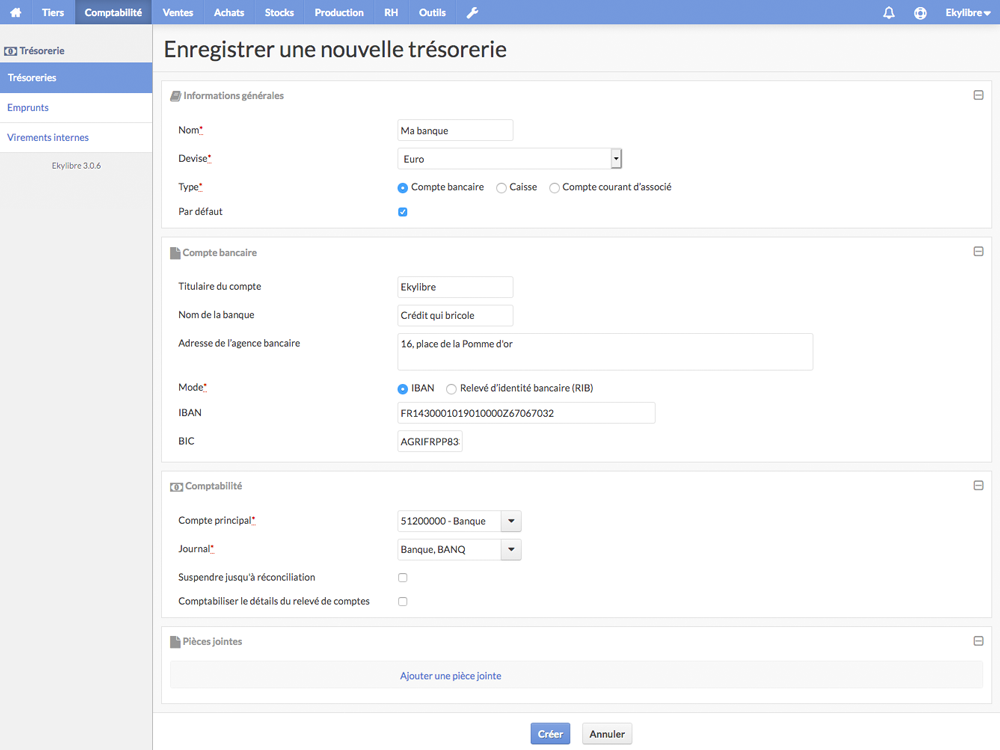 Tiers Comptabilité Ventes Achats Stocks Production RH Outils Ekylibre
Trésorerie
Trésoreries
Emprunts
Virements internes
Ekylibre 3.0.6
Enregistrer une nouvelle trésorerie
Informations générales
Nom* Ma banque
Devise* Euro
Type* Compte bancaire Caisse Compte courant d'associé
Par défaut
Compte bancaire
Titulaire du compte Ekylibre
Nom de la banque Crédit qui bricole
Adresse de l'agence bancaire 16, place de la Pomme d'or
Mode* IBAN Relevé d'identité bancaire (RIB)
IBAN FR1430001019010000Z67067032
BIC AGRIFRPP83
Comptabilité
Compte principal* 51200000 - Banque
Journal* Banque, BANQ
Suspendre jusqu'à réconciliation
Comptabiliser le détails du relevé de comptes
Pièces jointes
Ajouter une pièce jointe
Créer Annuler